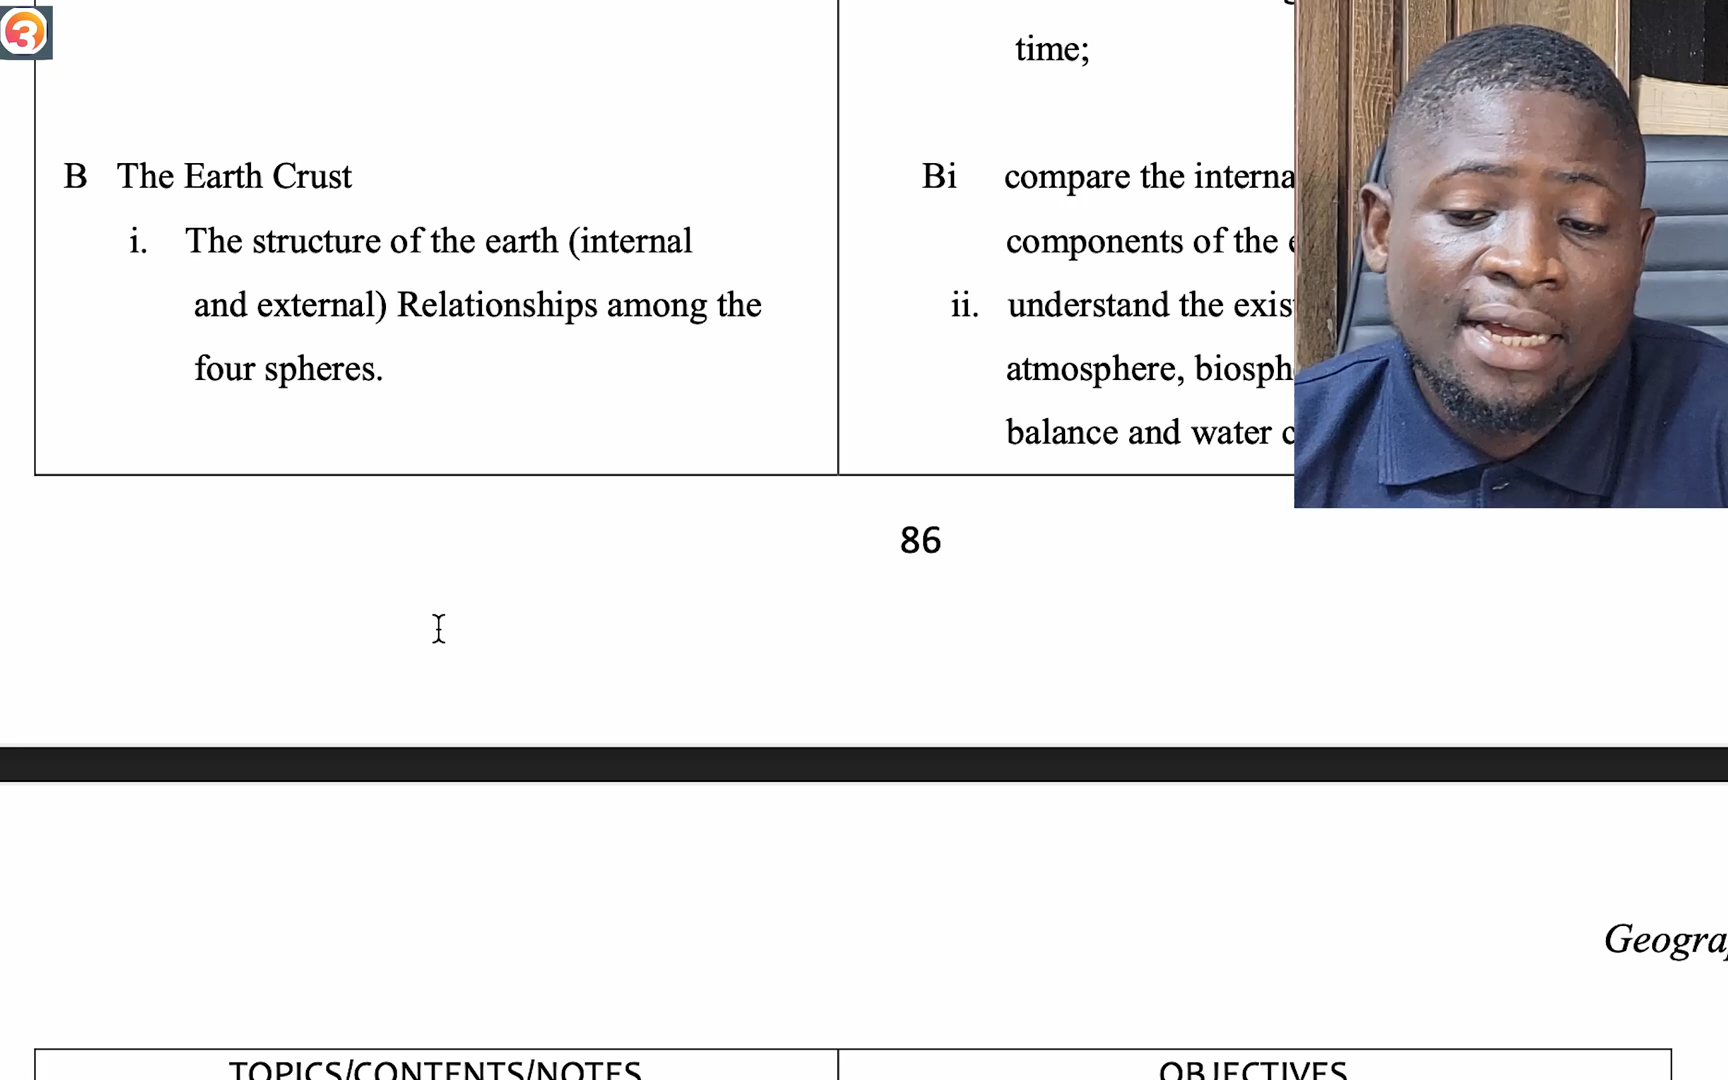 3
time;
B The Earth Crust
i. The structure of the earth (internal
and external) Relationships among the
four spheres.
Bi compare the interna
components of the
ii. understand the exis
atmosphere, biosph
balance and water
86
Geogra
TOPICS/CONTENTS/NOTES
OBJECTIVES